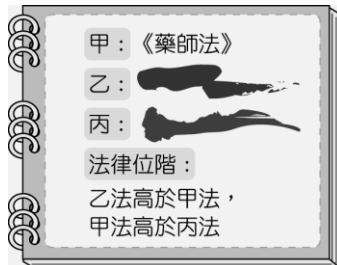 甲：《藥師法》
乙：
丙：
法律位階：
乙法高於甲法，
甲法高於丙法